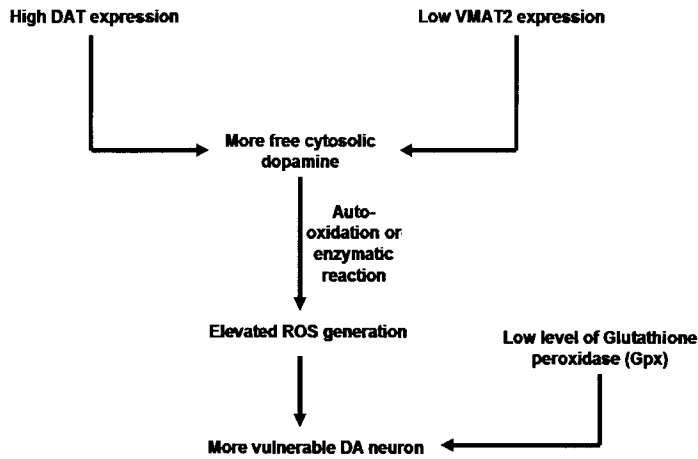 High DAT expression
Low VMAT2 expression
More free cytosolic
dopamine
Auto-
oxidation or
enzymatic
reaction
Elevated ROS generation
Low level of Glutathione
peroxidase (Gpx)
More vulnerable DA neuron